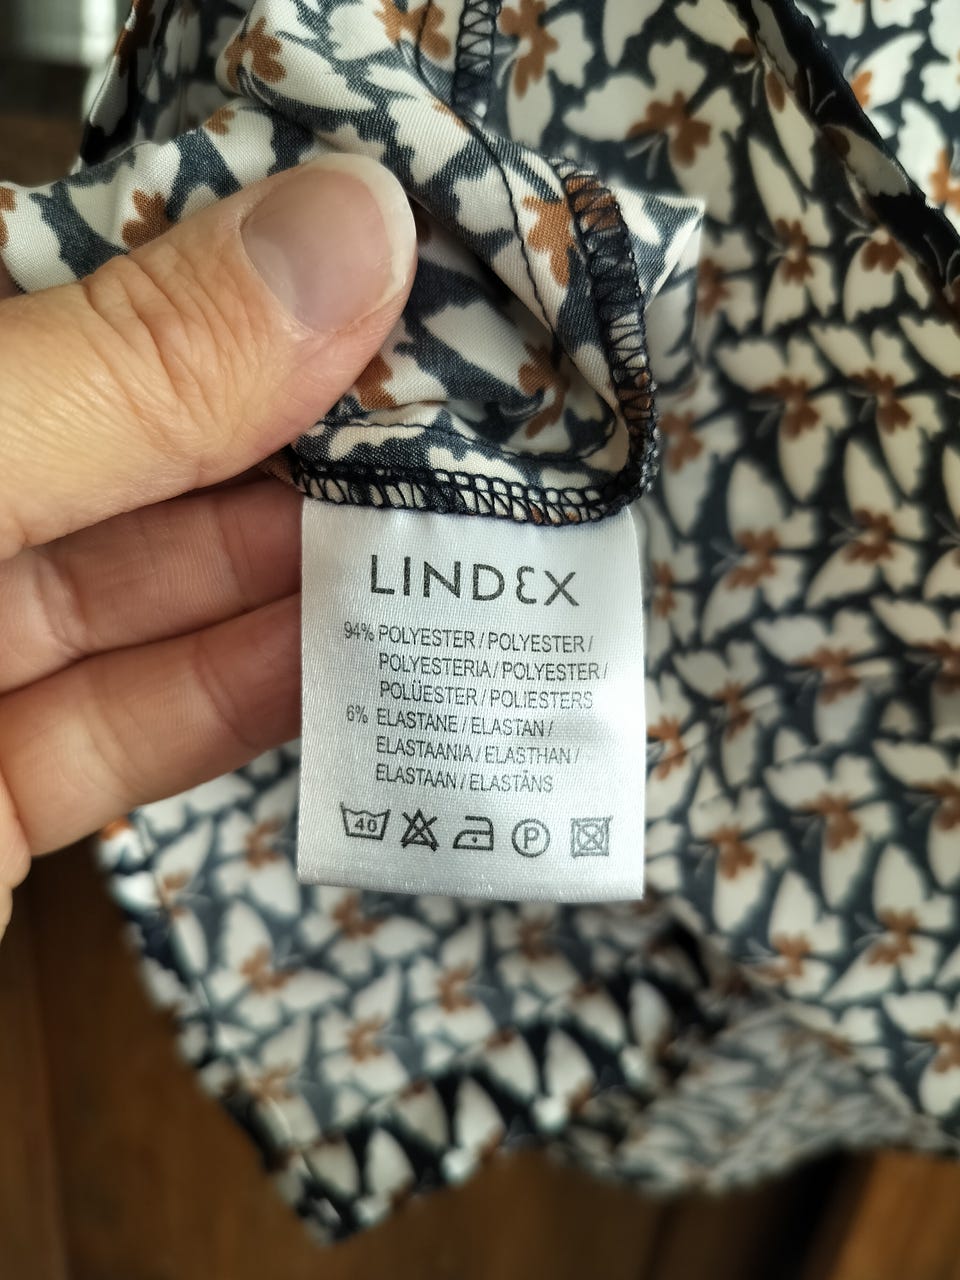 LINDEX
94% POLYESTER / POLYESTER /
POLYESTERIA / POLYESTER /
POLÜESTER / POLIESTERS
6% ELASTANE / ELASTAN /
ELASTAANIA / ELASTHAN /
ELASTAAN / ELASTĀNS
40 P